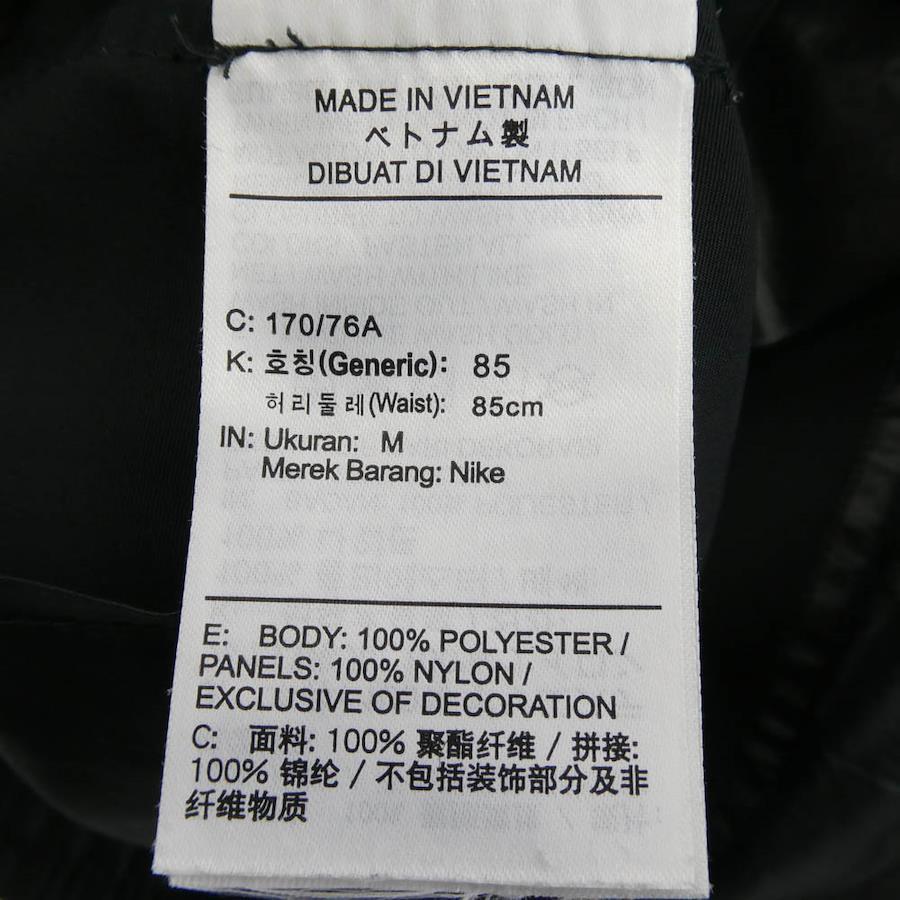 MADE IN VIETNAM
ベトナム製
DIBUAT DI VIETNAM
C: 170/76A
K: 호칭(Generic): 85
허리둘레(Waist): 85cm
IN: Ukuran: M
Merek Barang: Nike
E: BODY: 100% POLYESTER /
PANELS: 100% NYLON /
EXCLUSIVE OF DECORATION
C: 面料: 100% 聚酯纤维 / 拼接:
100% 锦纶 / 不包括装饰部分及非
纤维物质